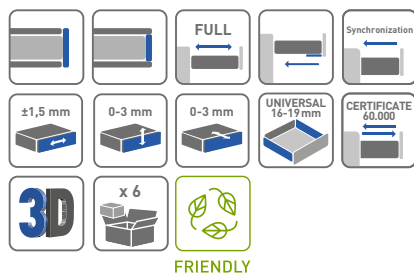 FULL
Synchronization
±1,5 mm
0-3 mm
0-3 mm
UNIVERSAL
16-19mm
CERTIFICATE
60.000
3D
x 6
FRIENDLY